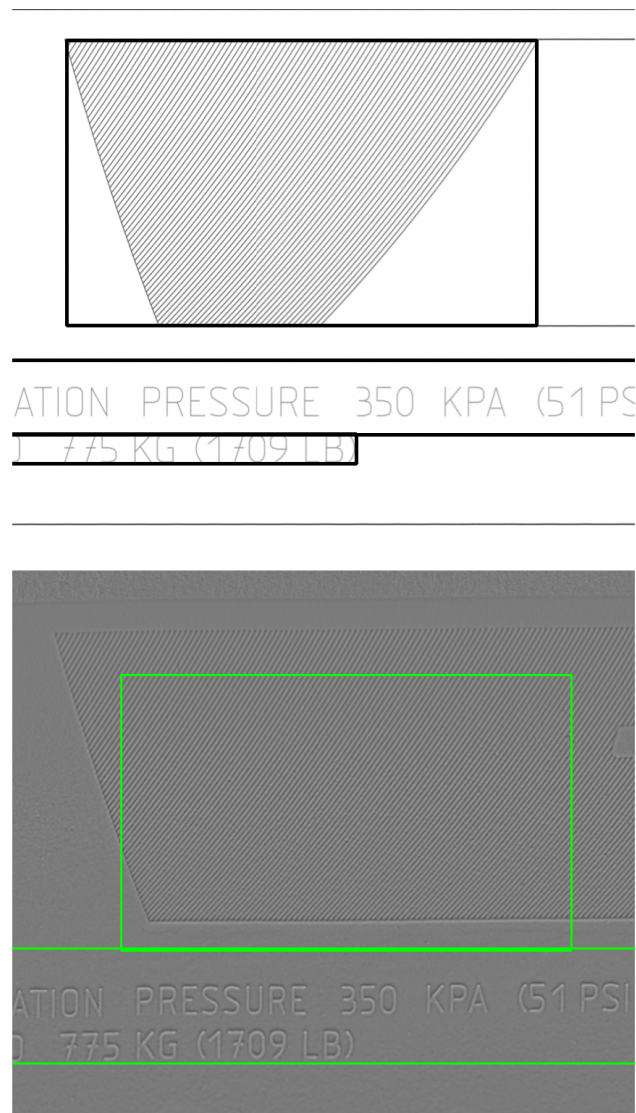 ATION PRESSURE 350 KPA (51 PS
775 KG (1709 LB)
ATION PRESSURE 350 KPA (51 PSI
775 KG (1709 LB)